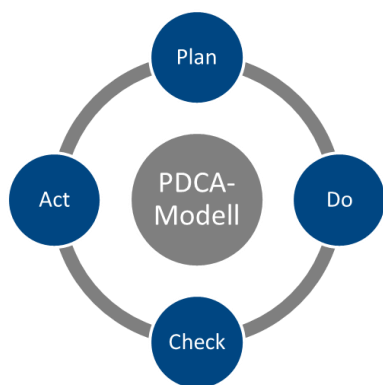 Plan
Act
PDCA-
Modell
Do
Check